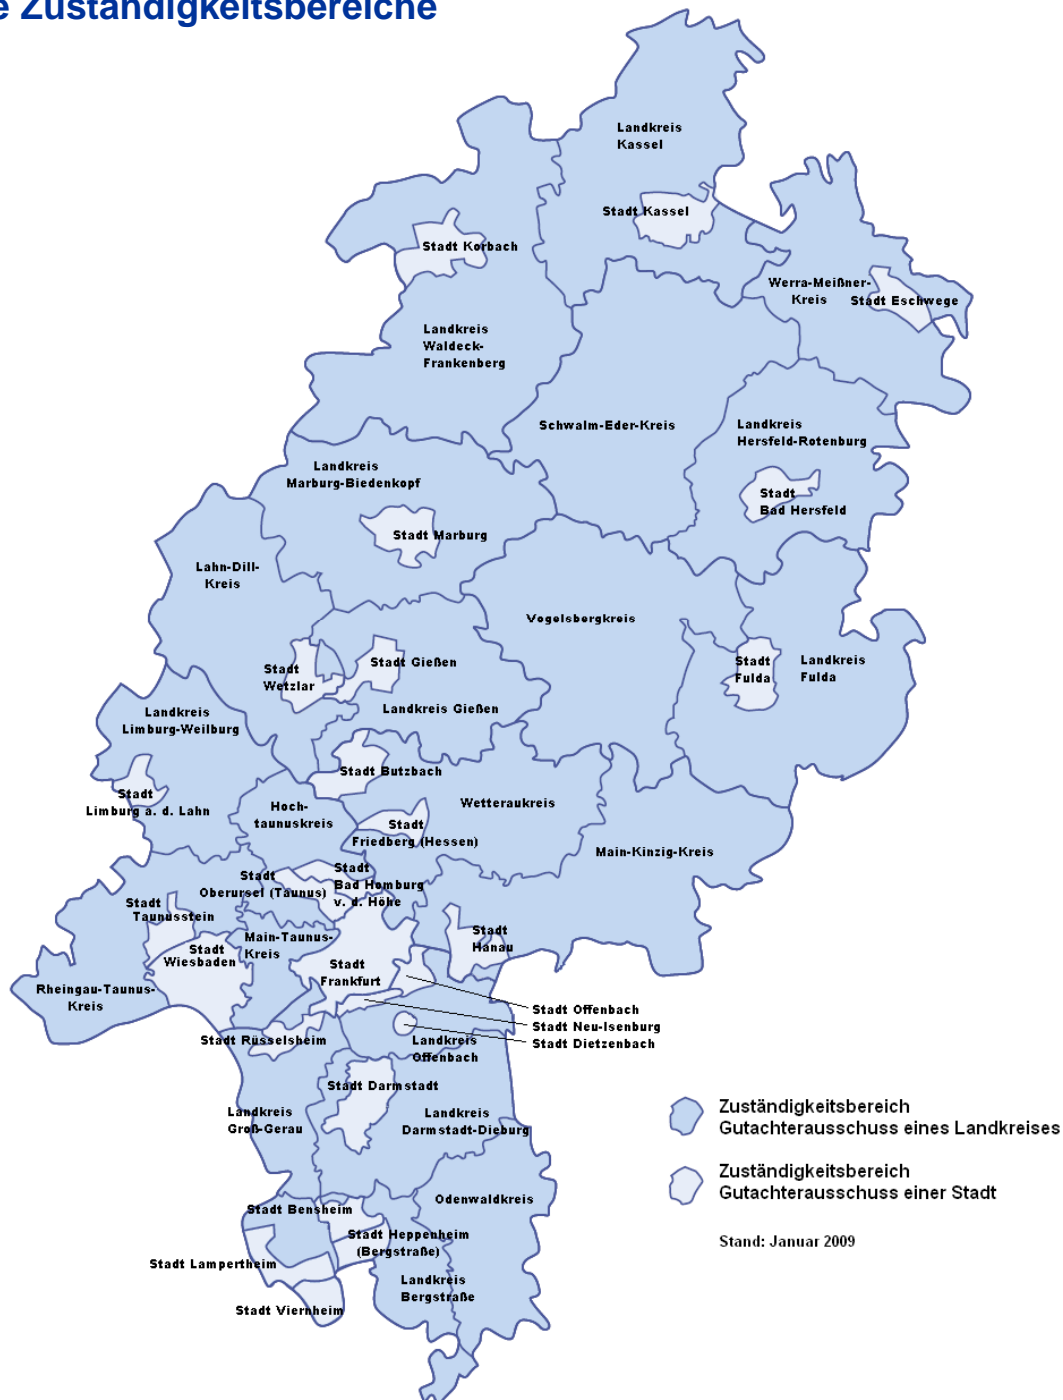 e Zuständigkeitsbereiche
Landkreis
Kassel
Stadt Kassel
Stadt Korbach
Werra-Meißner-
Kreis
Stadt Eschwege
Landkreis
Waldeck-
Frankenberg
Schwalm-Eder-Kreis
Landkreis
Hersfeld-Rotenburg
Landkreis
Marburg-Biedenkopf
Stadt
Bad Hersfeld
Stadt Marburg
Lahn-Dill-
Kreis
Vogelsbergkreis
Stadt
Wetzlar
Stadt Gießen
Stadt
Fulda
Landkreis
Fulda
Landkreis Gießen
Landkreis
Limburg-Weilburg
Stadt Butzbach
Stadt
Limburg a. d. Lahn
Hoch-
taunuskreis
Wetteraukreis
Stadt
Friedberg (Hessen)
Main-Kinzig-Kreis
Stadt
Oberursel (Taunus)
Stadt
Bad Homburg
v. d. Höhe
Stadt
Taunusstein
Stadt
Wiesbaden
Main-Taunus-
Kreis
Stadt
Hanau
Stadt
Frankfurt
Rheingau-Taunus-
Kreis
Stadt Offenbach
Stadt Neu-Isenburg
Stadt Dietzenbach
Stadt Rüsselsheim
Landkreis
Offenbach
Stadt Darmstadt
Landkreis
Groß-Gerau
Landkreis
Darmstadt-Dieburg
Zuständigkeitsbereich
Gutachterausschuss eines Landkreises
Zuständigkeitsbereich
Gutachterausschuss einer Stadt
Odenwaldkreis
Stadt Bensheim
Stadt Heppenheim
(Bergstraße)
Stand: Januar 2009
Stadt Lampertheim
Landkreis
Bergstraße
Stadt Viernheim